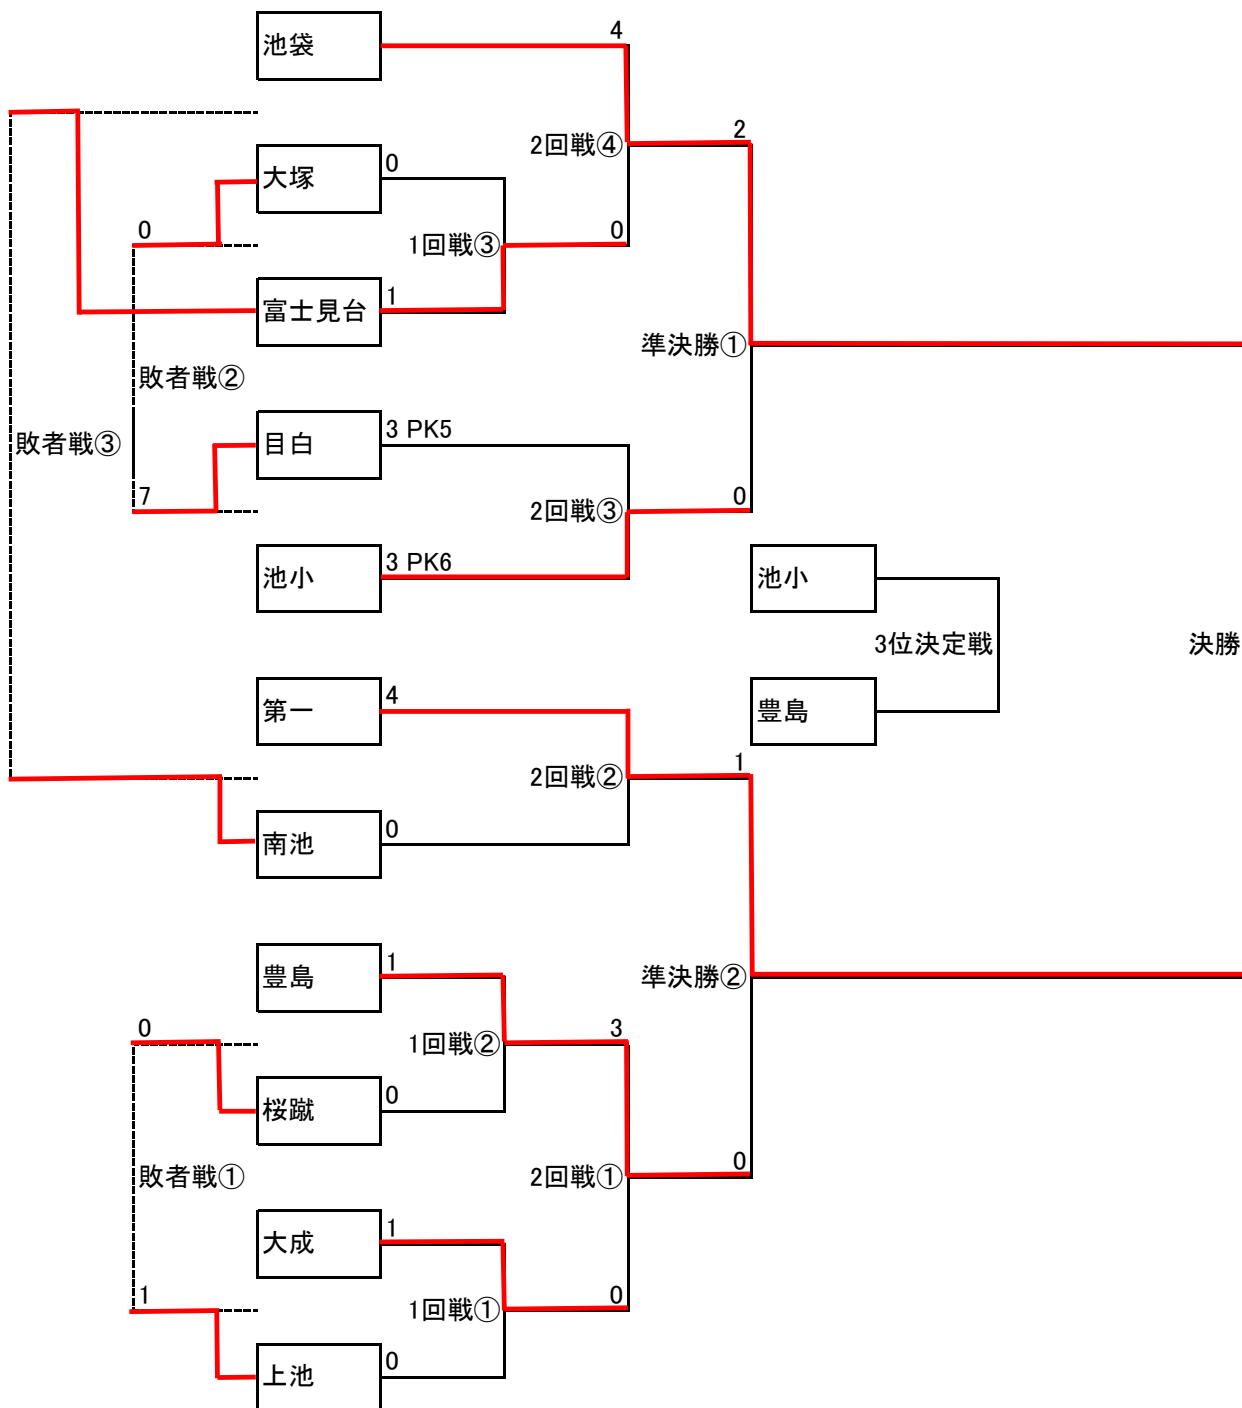 池袋
4
2回戦④
2
大塚
0
0
1回戦③
0
富士見台
1
準決勝①
敗者戦②
敗者戦③
目白
3 PK5
7
2回戦③
0
池小
3 PK6
池小
3位決定戦
決勝
第一
4
豊島
2回戦②
1
南池
0
豊島
1
準決勝②
0
1回戦②
3
桜蹴
0
敗者戦①
2回戦①
0
大成
1
1
1回戦①
0
上池
0